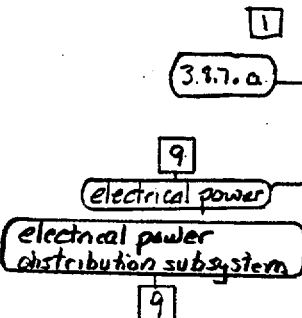 1
3.8.7.a
9
electrical power
electrical power
distribution subsystem
9